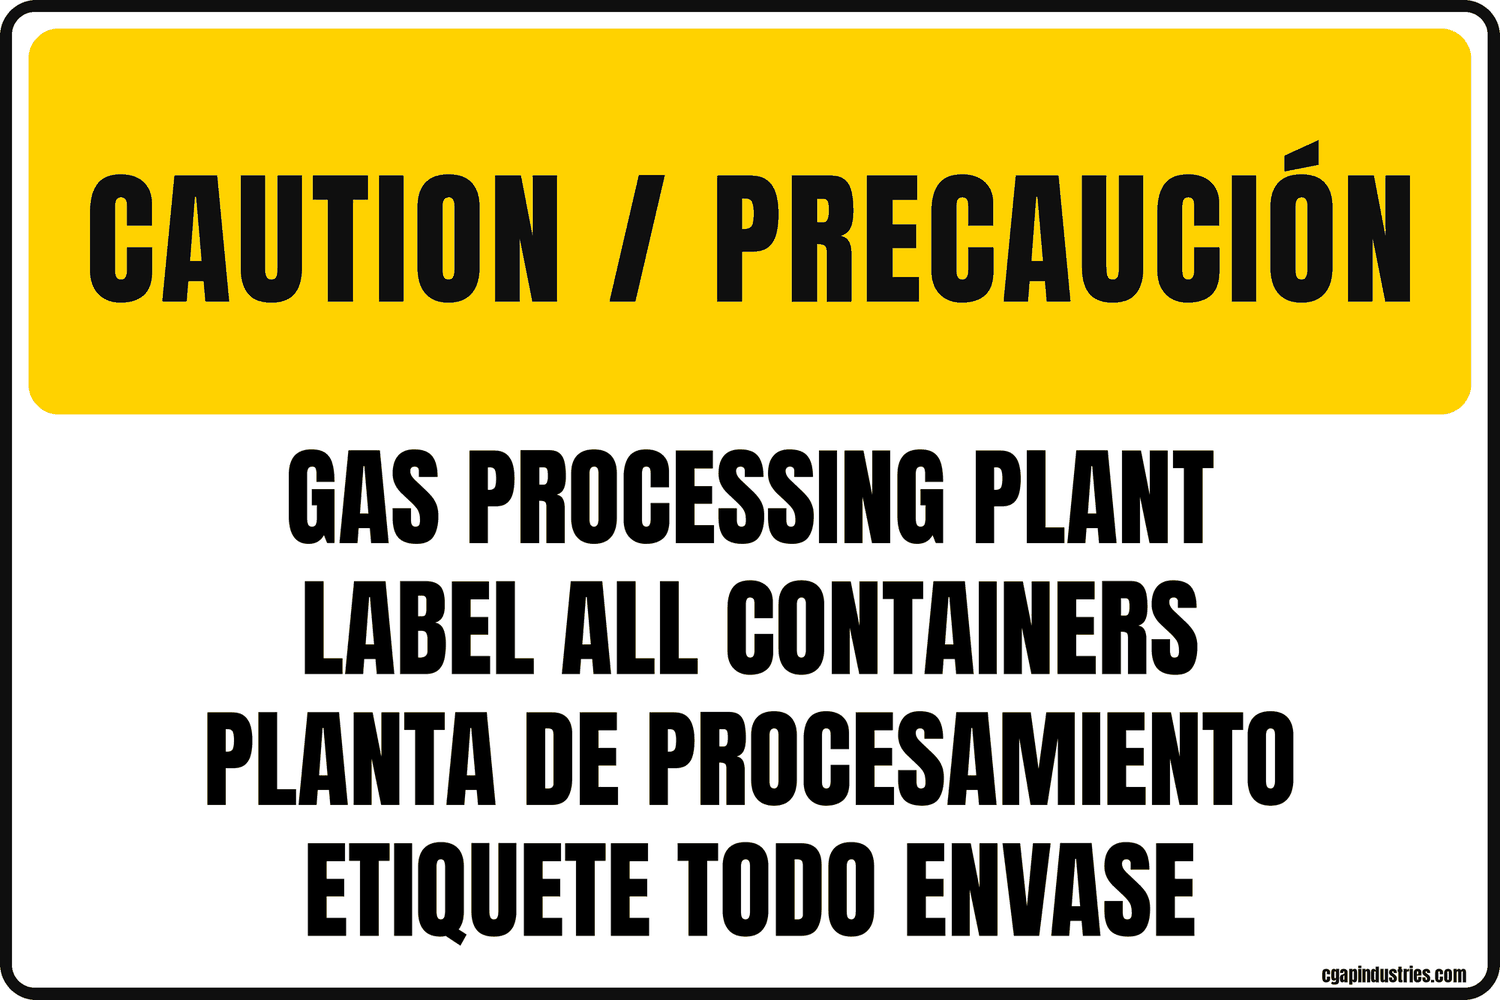 CAUTION / PRECAUCIÓN
GAS PROCESSING PLANT
LABEL ALL CONTAINERS
PLANTA DE PROCESAMIENTO
ETIQUETE TODO ENVASE
cgapindustries.com